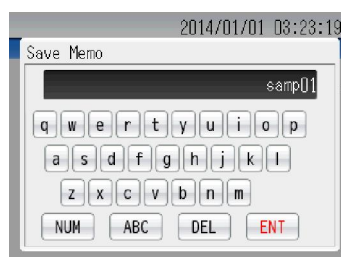 2014/01/01 03:23:19
Save Memo
samp01
q w e r t y u i o p
a s d f g h j k l
z x c v b n m
NUM ABC DEL ENT